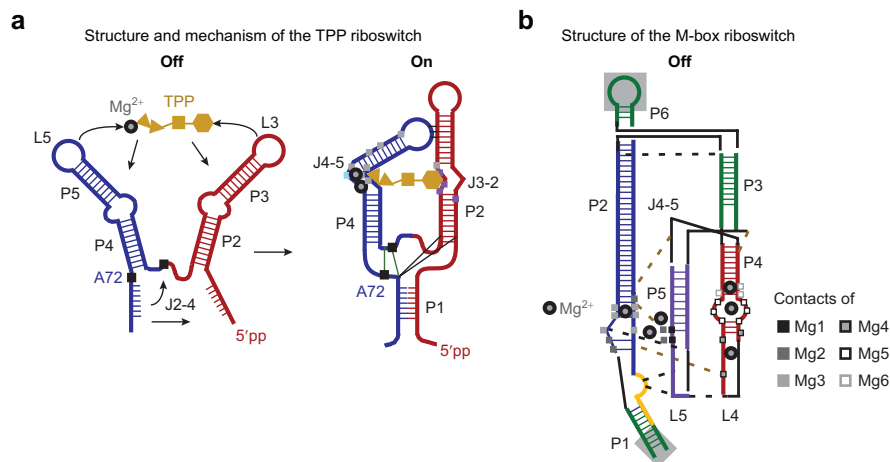 a
Structure and mechanism of the TPP riboswitch
Off
On
Mg2+
TPP
L5
L3
P5
P3
P4
P2
A72
J2-4
5′pp
J4-5
J3-2
P4
P2
A72
P1
5′pp
b
Structure of the M-box riboswitch
Off
P6
P2
J4-5
P3
P4
Mg2+
P5
L5
L4
P1
Contacts of
Mg1
Mg4
Mg2
Mg5
Mg3
Mg6